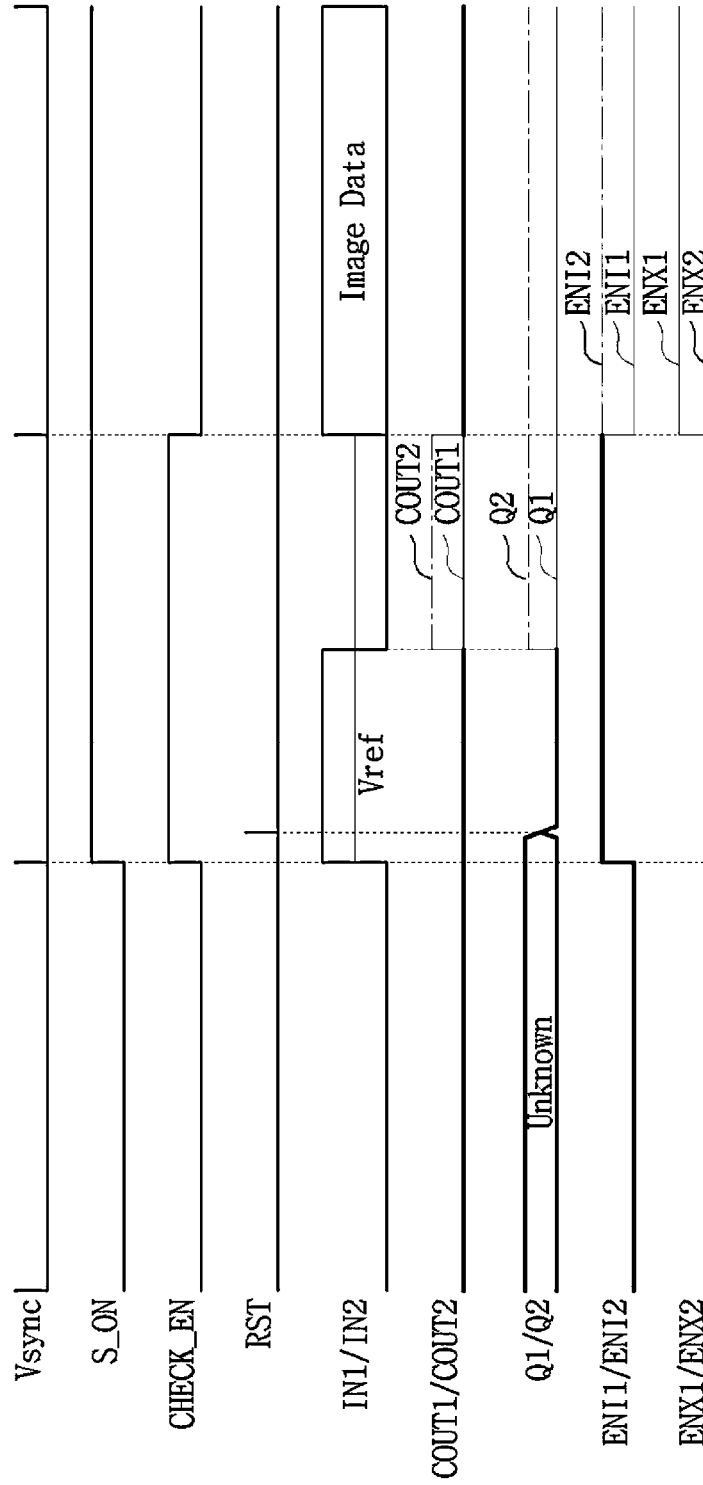 Vsync
S_ON
CHECK_EN
RST
IN1/IN2
Vref
Image Data
COUT1/COUT2
COUT2
COUT1
Q1/Q2
Unknown
Q2
Q1
ENI1/ENI2
ENI2
ENI1
ENX1/ENX2
ENX1
ENX2